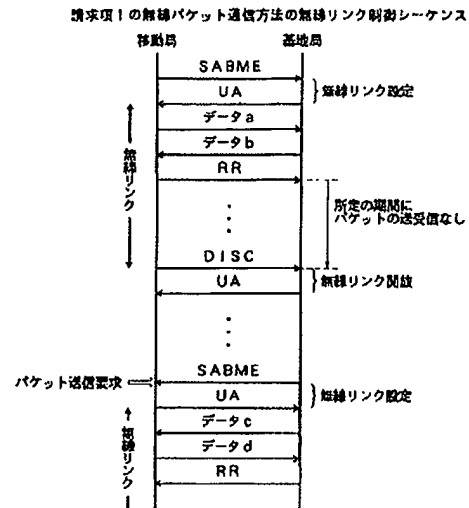 請求項1の無線パケット通信方法の無線リンク制御シーケンス
移動局
基地局
SABME
UA
無線リンク設定
データa
データb
RR
無線リンク
所定の期間に
パケットの送受信なし
DISC
UA
無線リンク開放
SABME
パケット送信要求
UA
無線リンク設定
データc
データd
RR
無線リンク